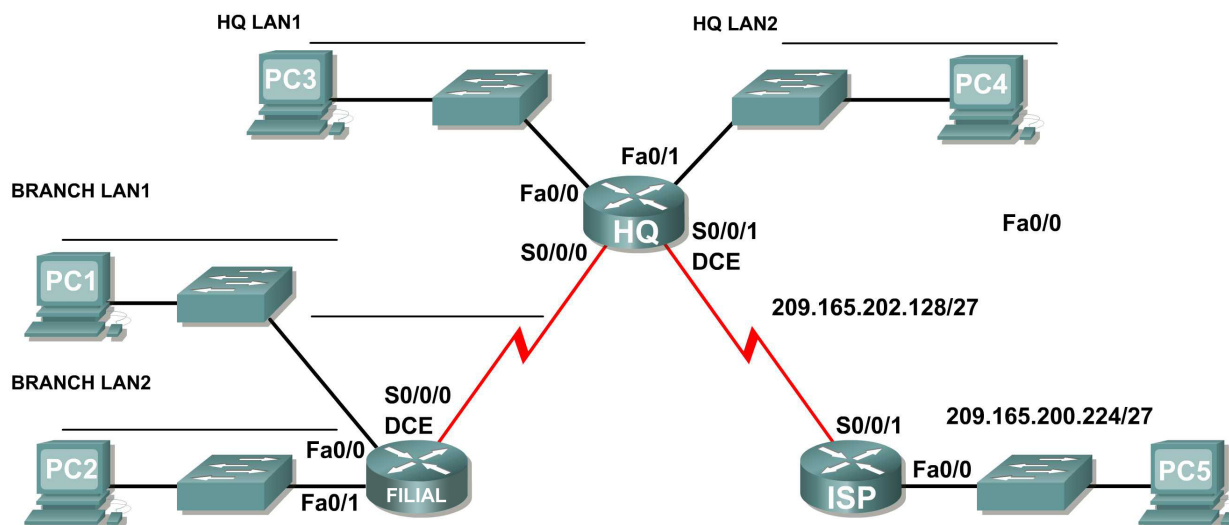 HQ LAN1
HQ LAN2
PC3
PC4
Fa0/1
Fa0/0
HQ
S0/0/1
DCE
Fa0/0
S0/0/0
BRANCH LAN1
PC1
209.165.202.128/27
BRANCH LAN2
S0/0/0
DCE
209.165.200.224/27
S0/0/1
PC2
Fa0/0
Fa0/1
FILIAL
ISP
Fa0/0
PC5